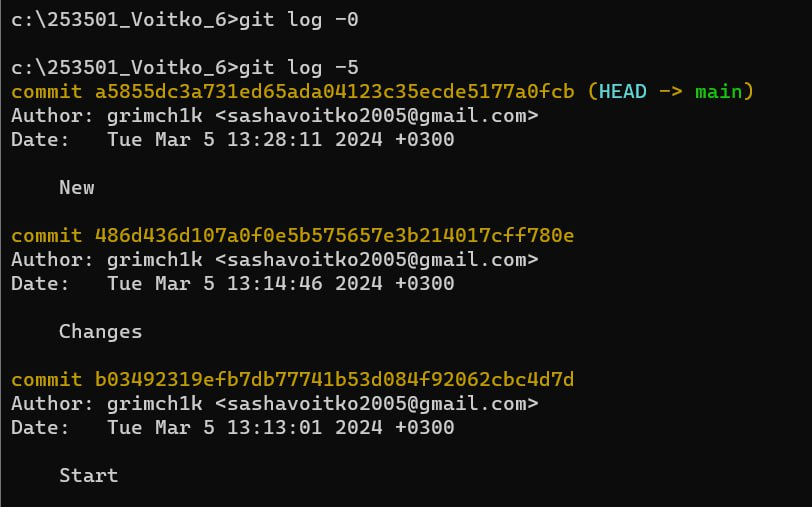 c:\253501_Voitko_6>git log -0
c:\253501_Voitko_6>git log -5
commit a5855dc3a731ed65ada04123c35ecde5177a0fcb (HEAD -> main)
Author: grimch1k <sashavoitko2005@gmail.com>
Date:   Tue Mar 5 13:28:11 2024 +0300
New
commit 486d436d107a0f0e5b575657e3b214017cff780e
Author: grimch1k <sashavoitko2005@gmail.com>
Date:   Tue Mar 5 13:14:46 2024 +0300
Changes
commit b03492319efb7db77741b53d084f92062cbc4d7d
Author: grimch1k <sashavoitko2005@gmail.com>
Date:   Tue Mar 5 13:13:01 2024 +0300
Start